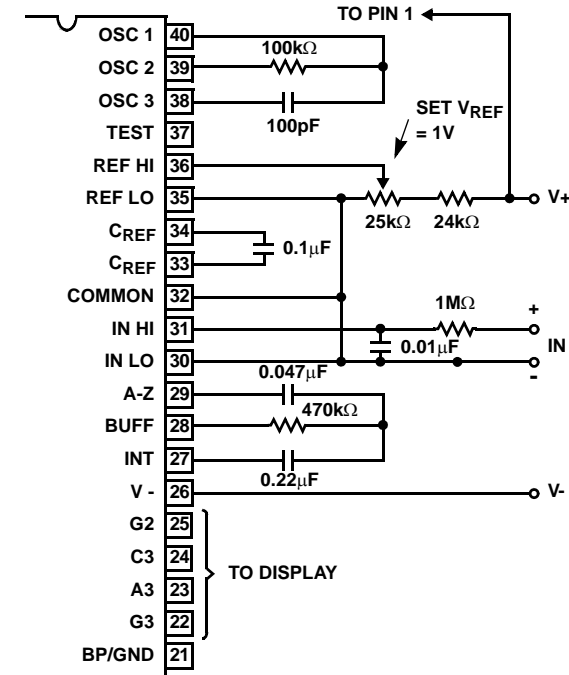 TO PIN 1
OSC 1 40
100kΩ
OSC 2 39
OSC 3 38
100pF
SET VREF
= 1V
TEST 37
REF HI 36
REF LO 35
V+
25kΩ 24kΩ
CREF 34
0.1μF
CREF 33
COMMON 32
1MΩ
+
IN HI 31
0.01μF
IN
IN LO 30
-
0.047μF
A-Z 29
470kΩ
BUFF 28
INT 27
0.22μF
V - 26
V-
G2 25
C3 24
TO DISPLAY
A3 23
G3 22
BP/GND 21